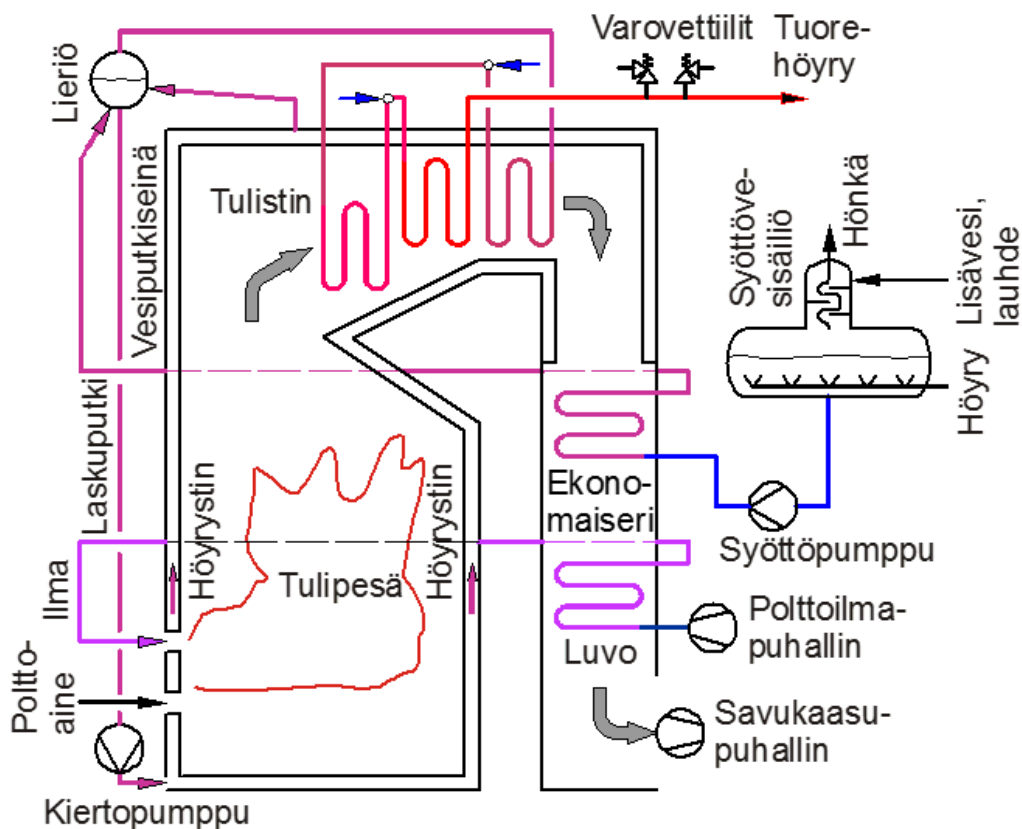 Varovettiilit
Tuore-
höyry
Lieriö
Vesiputkiseinä
Tulistin
Syöttöve-
sisäiliö
Hönkä
Lisävesi,
lauhde
Höyry
Laskuputki
Höyrystin
Höyrystin
Ekono-
maiseri
Syöttöpumppu
Ilma
Tulipesä
Polttoilma-
puhallin
Luvo
Poltto-
aine
Savukaasu-
puhallin
Kiertopumppu